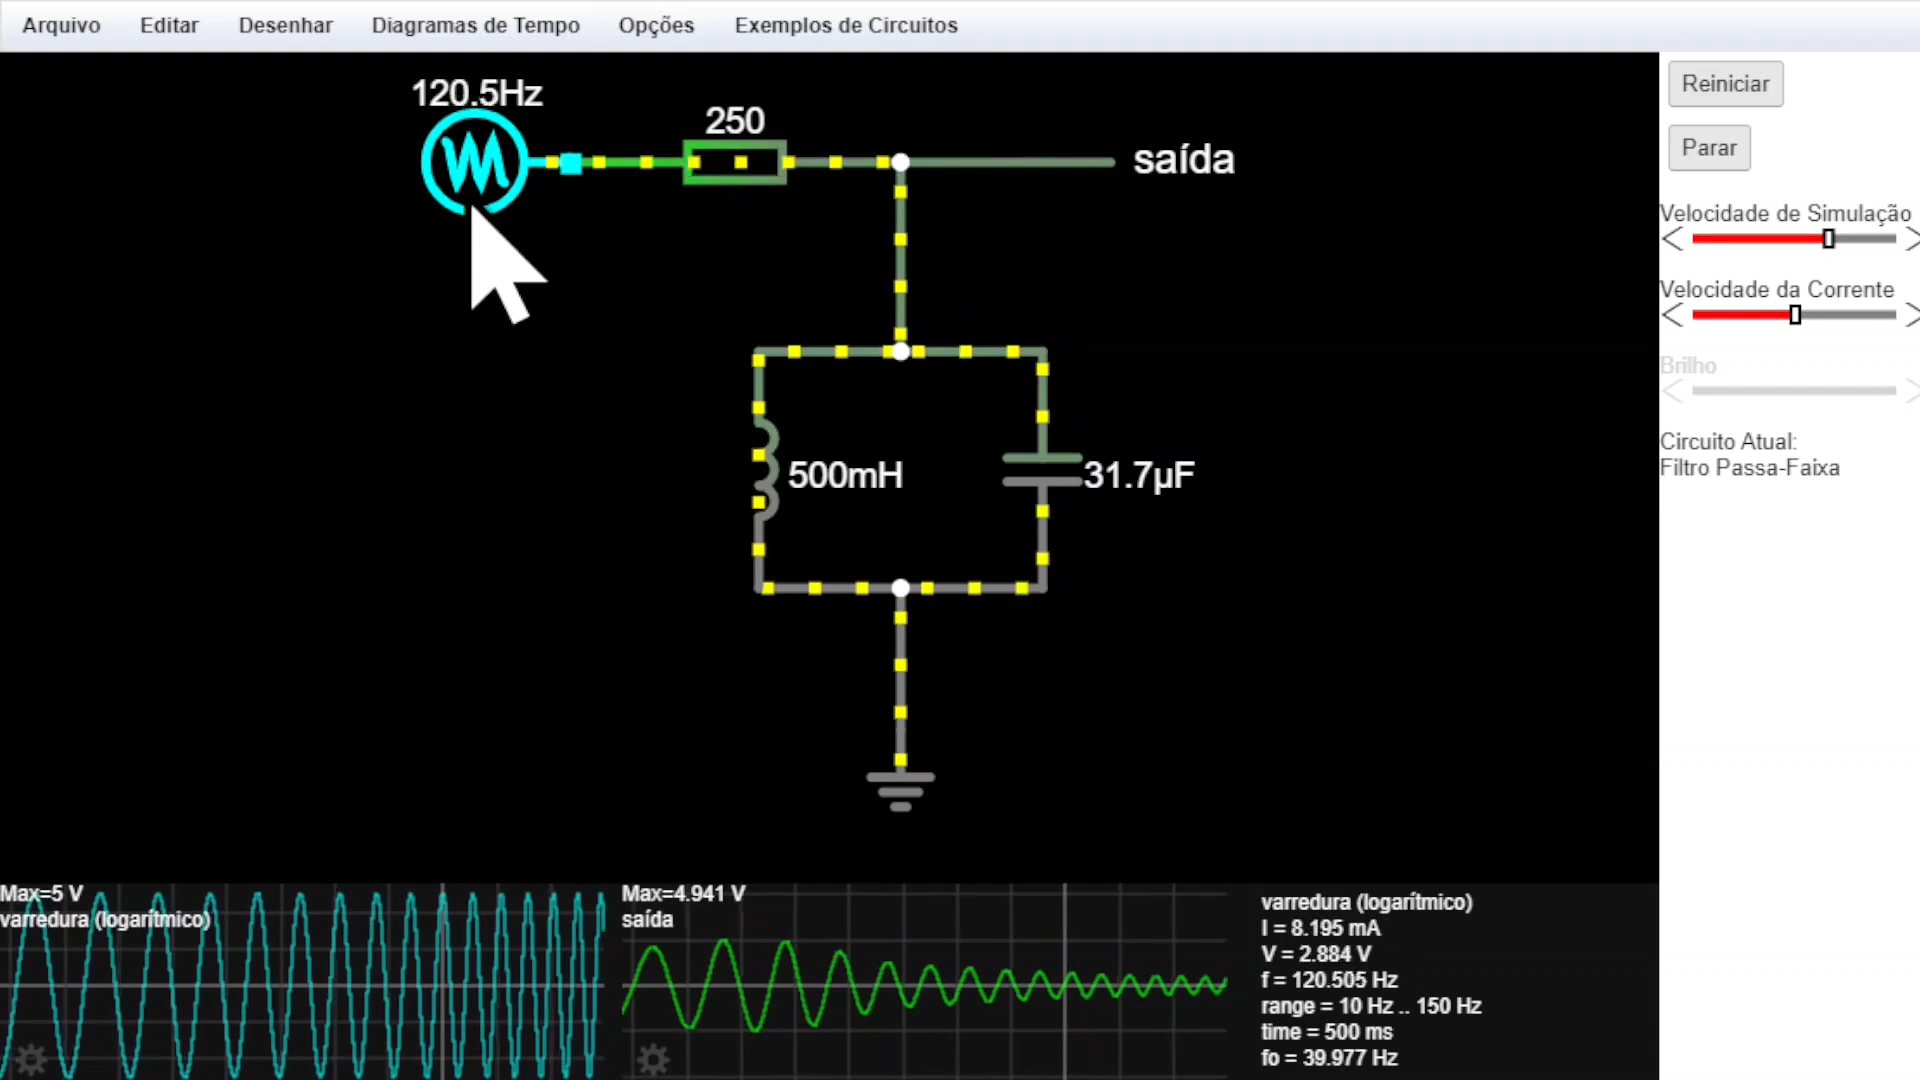 Arquivo Editar Desenhar Diagramas de Tempo Opções Exemplos de Circuitos
120.5Hz
250
saída
500mH
31.7μF
Reiniciar
Parar
Velocidade de Simulação
Velocidade da Corrente
Brilho
Circuito Atual:
Filtro Passa-Faixa
Max=5 V
varredura (logarítmico)
Max=4.941 V
saída
varredura (logarítmico)
I = 8.195 mA
V = 2.884 V
f = 120.505 Hz
range = 10 Hz .. 150 Hz
time = 500 ms
fo = 39.977 Hz